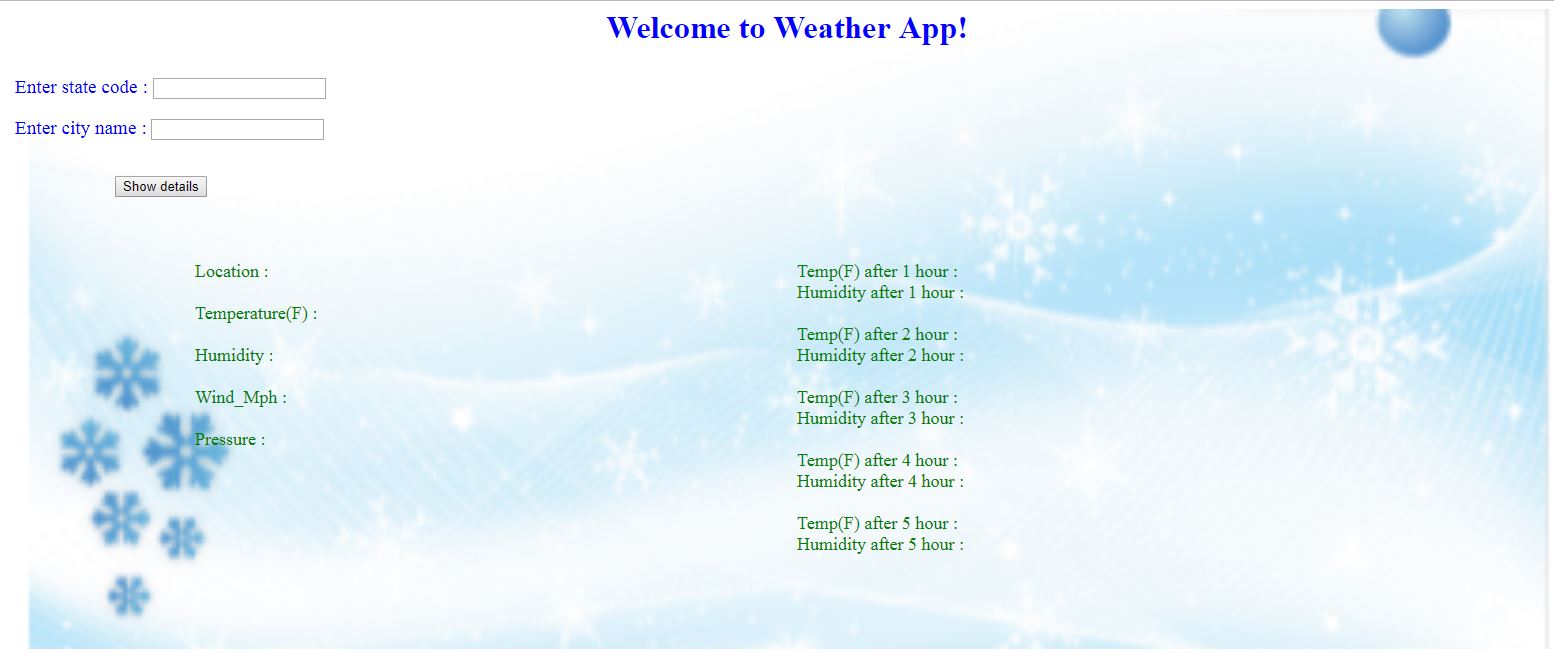 Welcome to Weather App!
Enter state code :
Enter city name :
Show details
Location :
Temperature(F) :
Humidity :
Wind_Mph :
Pressure :
Temp(F) after 1 hour :
Humidity after 1 hour :
Temp(F) after 2 hour :
Humidity after 2 hour :
Temp(F) after 3 hour :
Humidity after 3 hour :
Temp(F) after 4 hour :
Humidity after 4 hour :
Temp(F) after 5 hour :
Humidity after 5 hour :